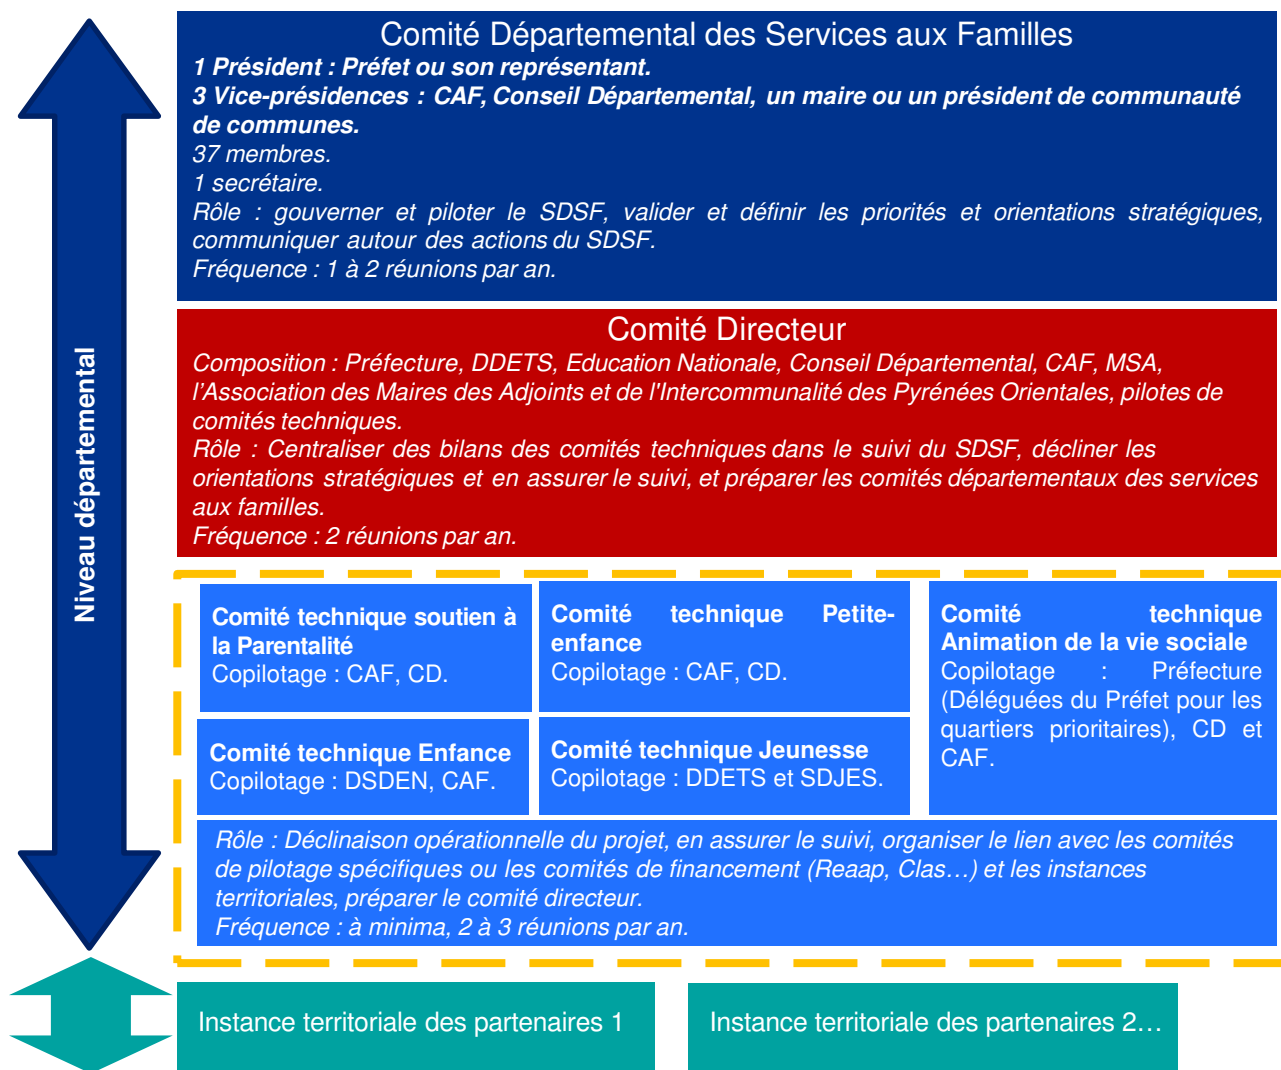 Comité Départemental des Services aux Familles
1 Président : Préfet ou son représentant.
3 Vice-présidences : CAF, Conseil Départemental, un maire ou un président de communauté
de communes.
37 membres.
1 secrétaire.
Rôle : gouverner et piloter le SDSF, valider et définir les priorités et orientations stratégiques,
communiquer autour des actions du SDSF.
Fréquence : 1 à 2 réunions par an.
Niveau départemental
Comité Directeur
Composition : Préfecture, DDETS, Education Nationale, Conseil Départemental, CAF, MSA,
l'Association des Maires des Adjoints et de l'Intercommunalité des Pyrénées Orientales, pilotes de
comités techniques.
Rôle : Centraliser des bilans des comités techniques dans le suivi du SDSF, décliner les
orientations stratégiques et en assurer le suivi, et préparer les comités départementaux des services
aux familles.
Fréquence : 2 réunions par an.
Comité technique soutien à
la Parentalité
Copilotage : CAF, CD.
Comité technique Petite-
enfance
Copilotage : CAF, CD.
Comité technique
Animation de la vie sociale
Copilotage : Préfecture
(Déléguées du Préfet pour les
quartiers prioritaires), CD et
CAF.
Comité technique Enfance
Copilotage : DSDEN, CAF.
Comité technique Jeunesse
Copilotage : DDETS et SDJES.
Rôle : Déclinaison opérationnelle du projet, en assurer le suivi, organiser le lien avec les comités
de pilotage spécifiques ou les comités de financement (Reaap, Clas…) et les instances
territoriales, préparer le comité directeur.
Fréquence : à minima, 2 à 3 réunions par an.
Instance territoriale des partenaires 1
Instance territoriale des partenaires 2…